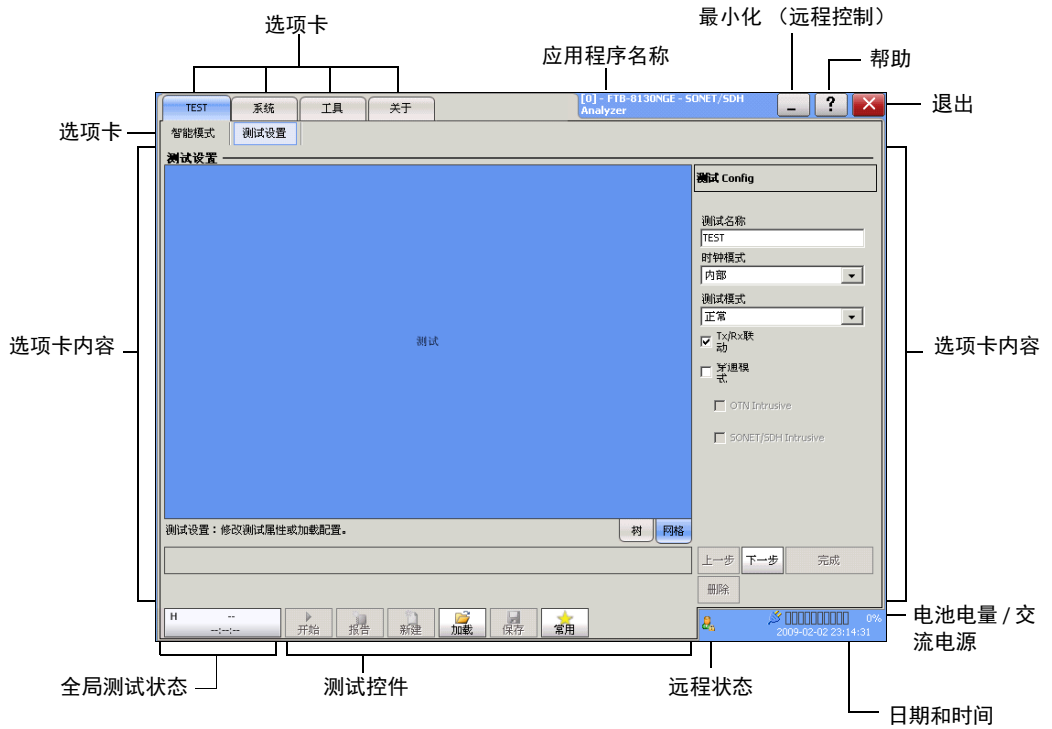 选项卡
最小化 （远程控制）
应用程序名称
帮助
TEST
系统
工具
关于
[0] - FTB-8130NGE - SONET/SDH
Analyzer
?
退出
选项卡
智能模式
测试设置
测试设置
测试 Config
测试名称
TEST
时钟模式
内部
测试模式
正常
Tx/Rx联
动
穿通模
式
OTN Intrusive
SONET/SDH Intrusive
选项卡内容
测试
选项卡内容
测试设置：修改测试属性或加载配置。
树
网格
上一步
下一步
完成
删除
H
--
--:--:--
开始
报告
新建
加载
保存
常用
0%
2009-02-02 23:14:31
电池电量 / 交
流电源
全局测试状态
测试控件
远程状态
日期和时间